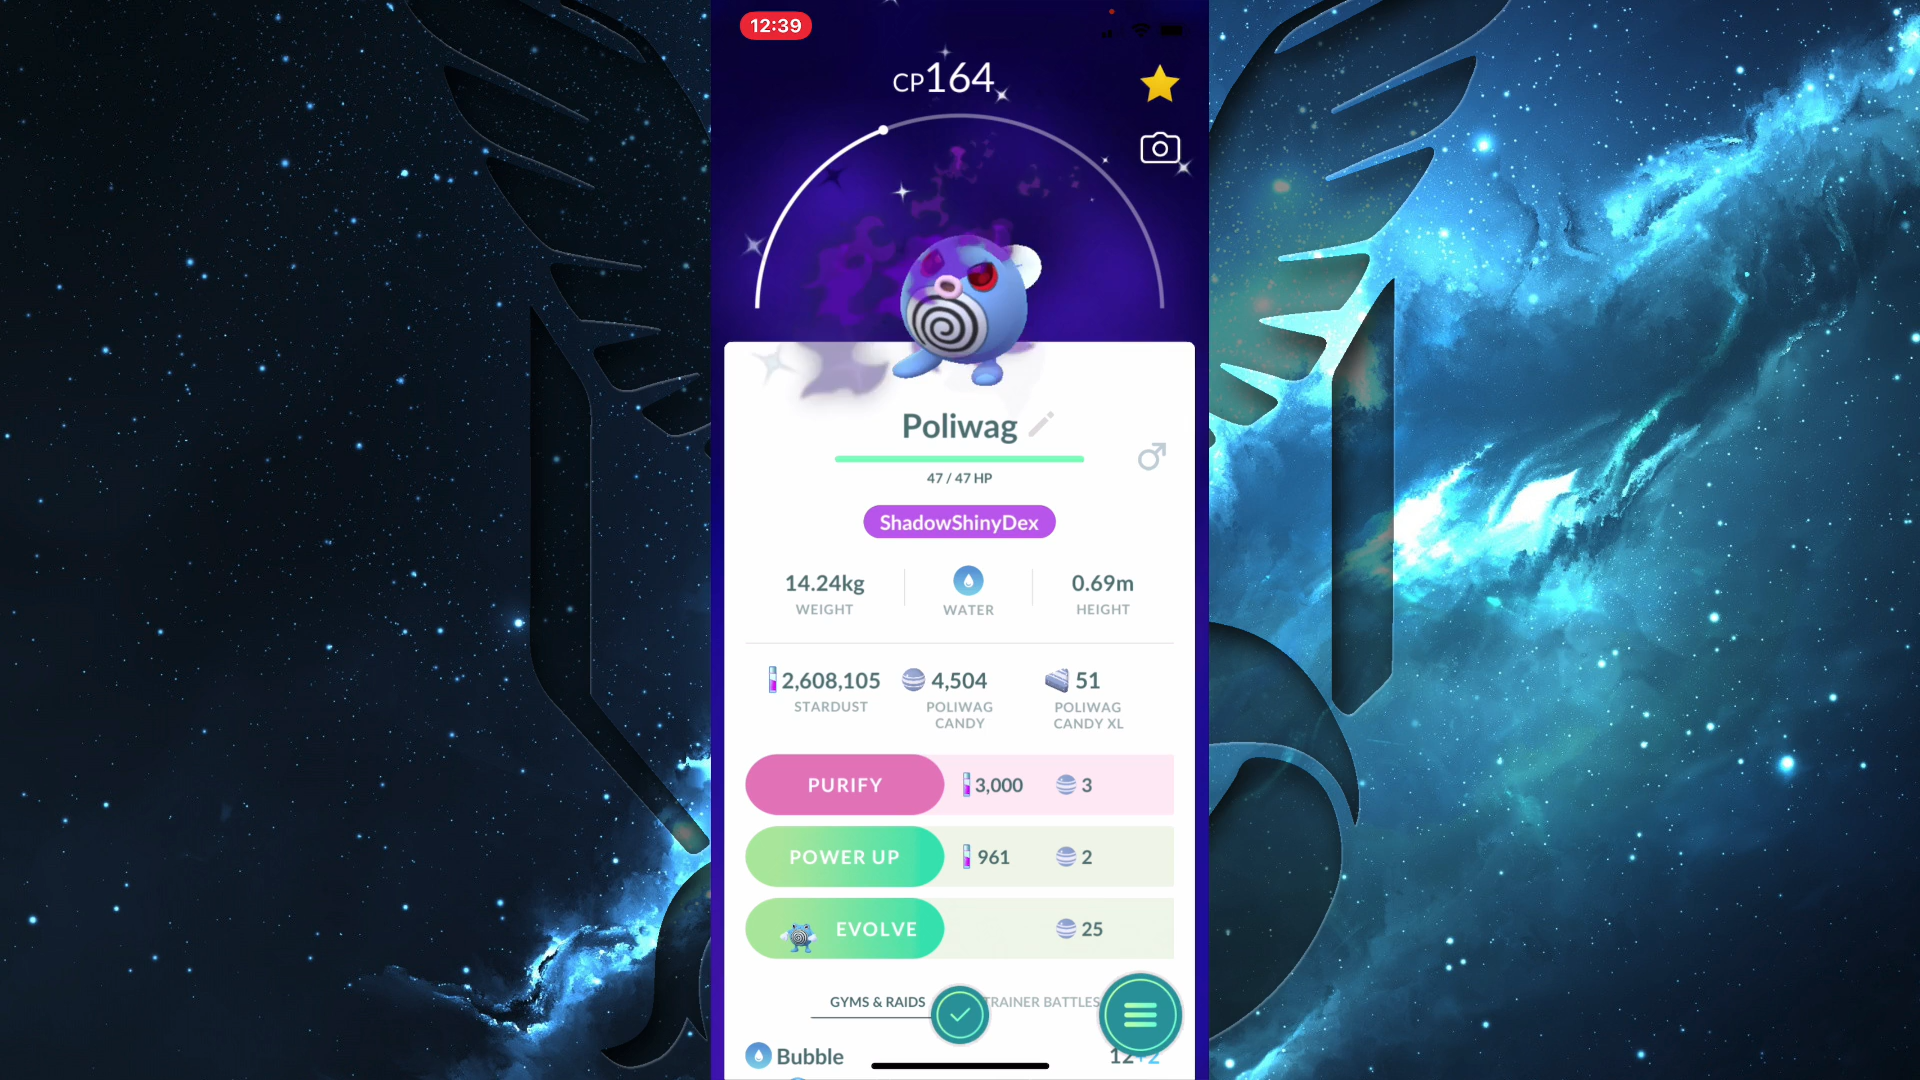 12:39
CP164
Poliwag
47 / 47 HP
ShadowShinyDex
14.24kg
WEIGHT
WATER
0.69m
HEIGHT
2,608,105
STARDUST
4,504
POLIWAG
CANDY
51
POLIWAG
CANDY XL
PURIFY 3,000 3
POWER UP 961 2
EVOLVE 25
GYMS & RAIDS
TRAINER BATTLES
Bubble 12+2